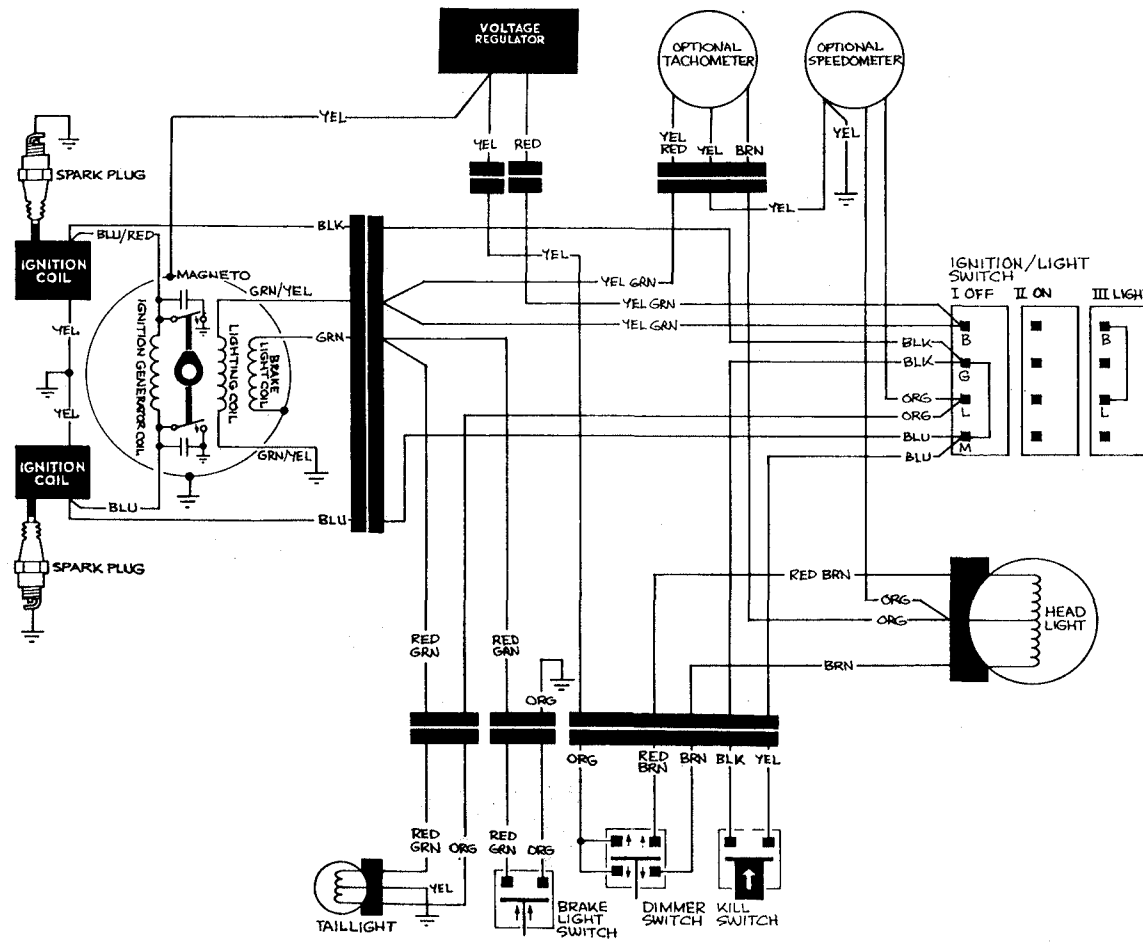 VOLTAGE
REGULATOR
OPTIONAL
TACHOMETER
OPTIONAL
SPEEDOMETER
YEL
YEL
RED
YEL
RED
YEL
BRN
YEL
SPARK PLUG
YEL
BLK
BLU/RED
IGNITION
COIL
MAGNETO
GRN/YEL
YEL
YEL GRN
YEL GRN
YEL GRN
IGNITION/LIGHT
SWITCH
I OFF
II ON
III LIGHT
B
G
L
M
B
L
YEL
IGNITION GENERATOR COIL
LIGHTING COIL
BRAKE
LIGHT COIL
GRN
BLK
BLK
ORG
ORG
BLU
BLU
YEL
GRN/YEL
IGNITION
COIL
BLU
BLU
SPARK PLUG
RED BRN
ORG
ORG
BRN
HEAD
LIGHT
RED
GRN
RED
GAN
ORG
ORG
RED
BRN
BRN
BLK
YEL
RED
GRN
ORG
RED
GRN
ORG
YEL
TAILLIGHT
BRAKE
LIGHT
SWITCH
DIMMER
SWITCH
KILL
SWITCH